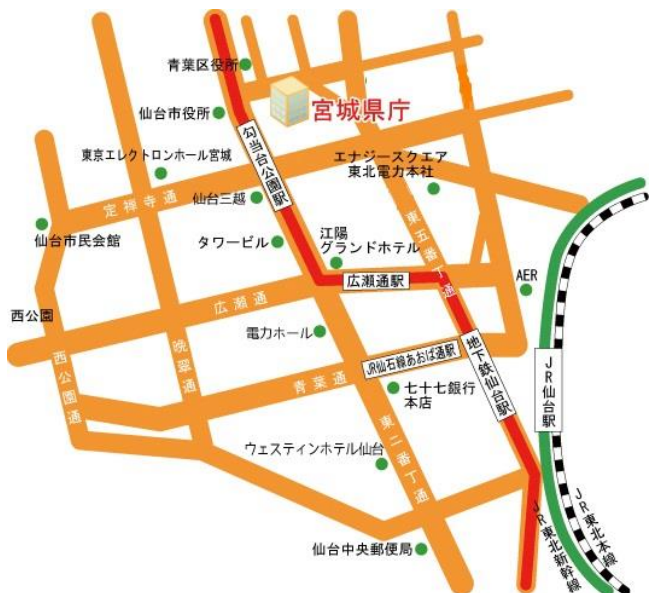 青葉区役所
仙台市役所
宮城県庁
勾当台公園駅
東京エレクトロンホール宮城
エナジースクエア
東北電力本社
定禅寺通
仙台三越
仙台市民会館
タワービル
江陽
グランドホテル
東五番丁通
広瀬通駅
AER
西公園
広瀬通
電力ホール
JR仙石線あおば通駅
地下鉄仙台駅
JR仙台駅
西公園通
晩翠通
青葉通
七十七銀行
本店
東二番丁通
ウェスティンホテル仙台
仙台中央郵便局
JR東北新幹線
JR東北本線